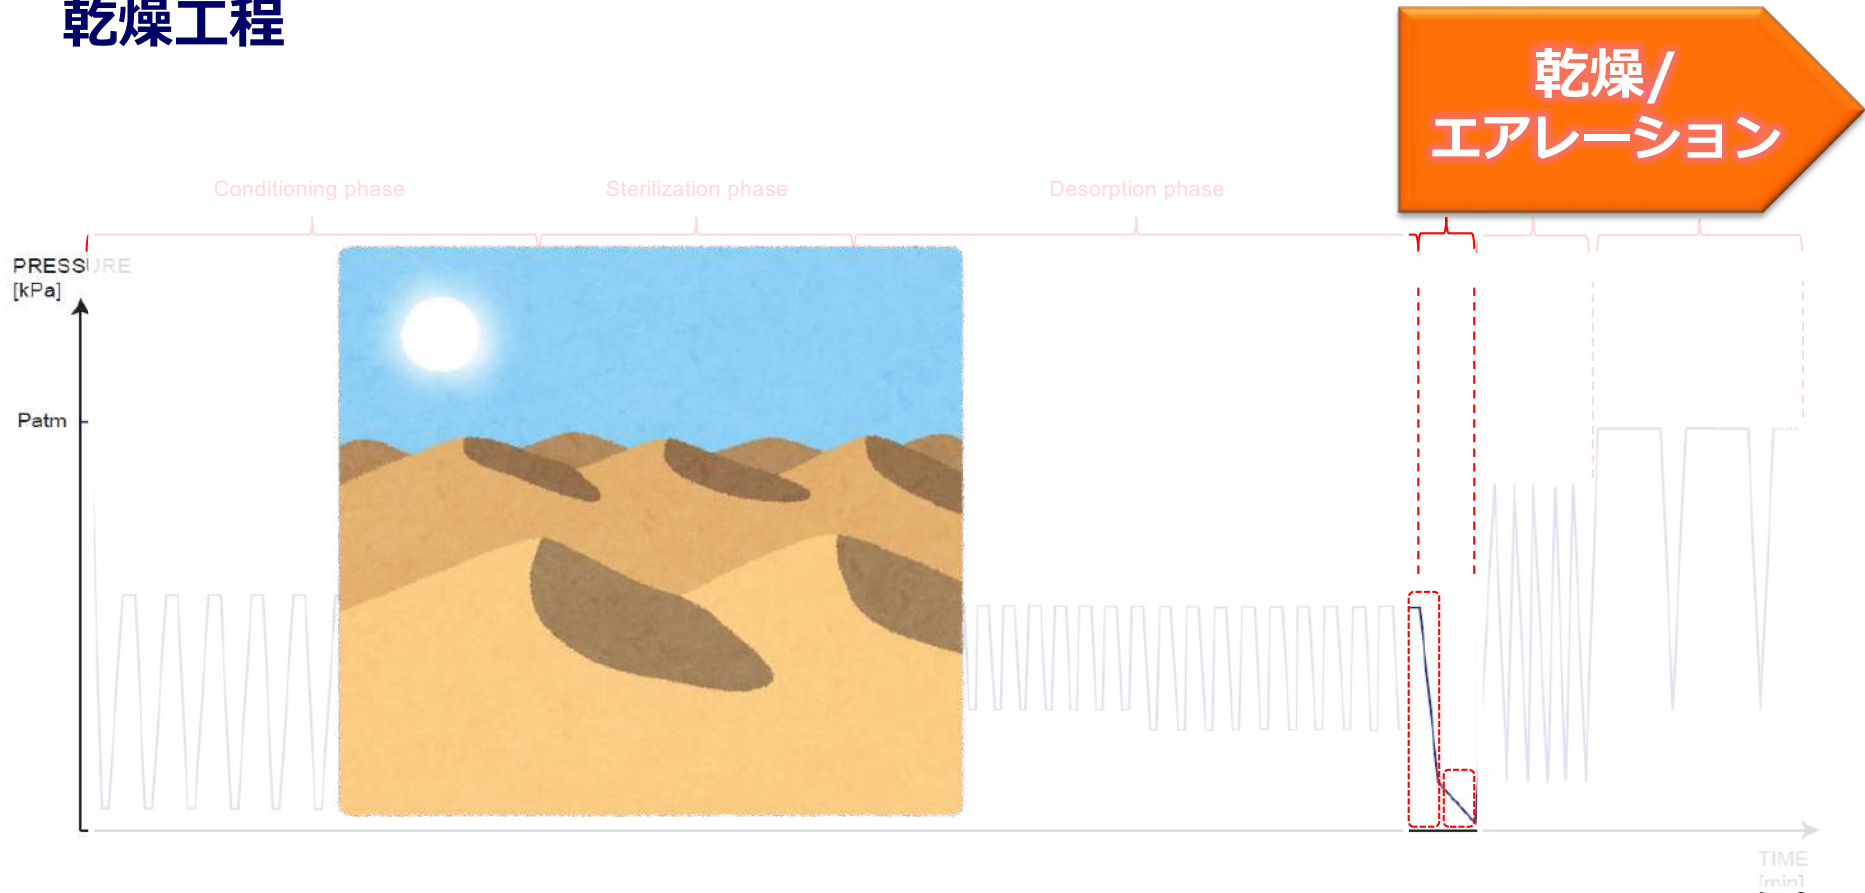 乾燥工程
乾燥/
エアレーション
Conditioning phase
Sterilization phase
Desorption phase
PRESSURE
[kPa]
Patm
TIME
[min]